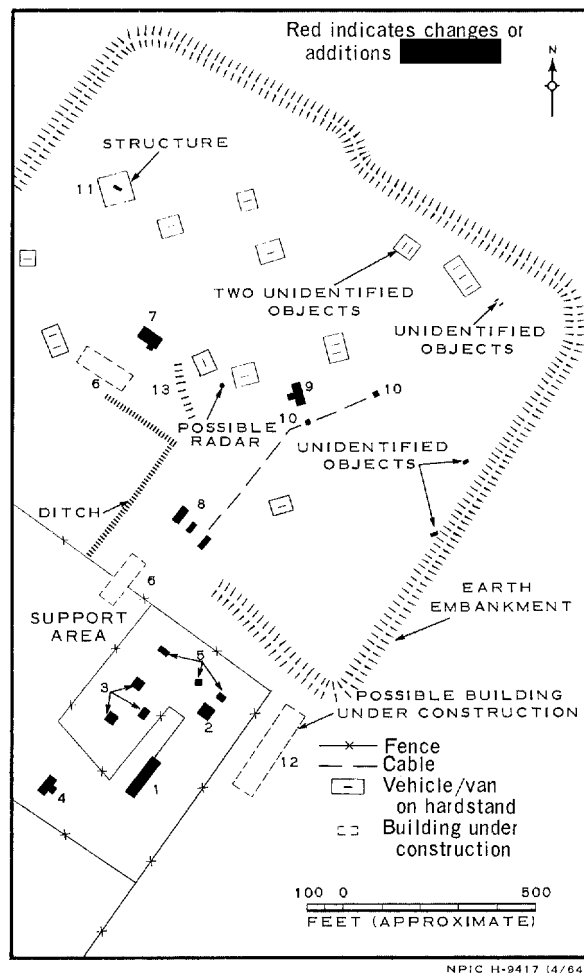 Red indicates changes or
additions
N
STRUCTURE
11
TWO UNIDENTIFIED
OBJECTS
UNIDENTIFIED
OBJECTS
7
6
13
POSSIBLE
RADAR
9
10
10
UNIDENTIFIED
OBJECTS
8
DITCH
6
EARTH
EMBANKMENT
SUPPORT
AREA
5
3
2
POSSIBLE BUILDING
UNDER CONSTRUCTION
12
4
1
Fence
Cable
Vehicle/van
on hardstand
Building under
construction
100 0 500
FEET (APPROXIMATE)
NPIC H-9417 (4/64